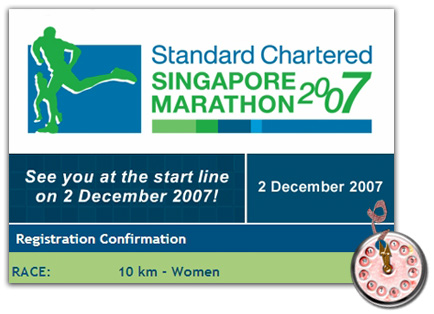 Standard Chartered
SINGAPORE
MARATHON 2007
See you at the start line
on 2 December 2007!
2 December 2007
Registration Confirmation
RACE: 10 km - Women